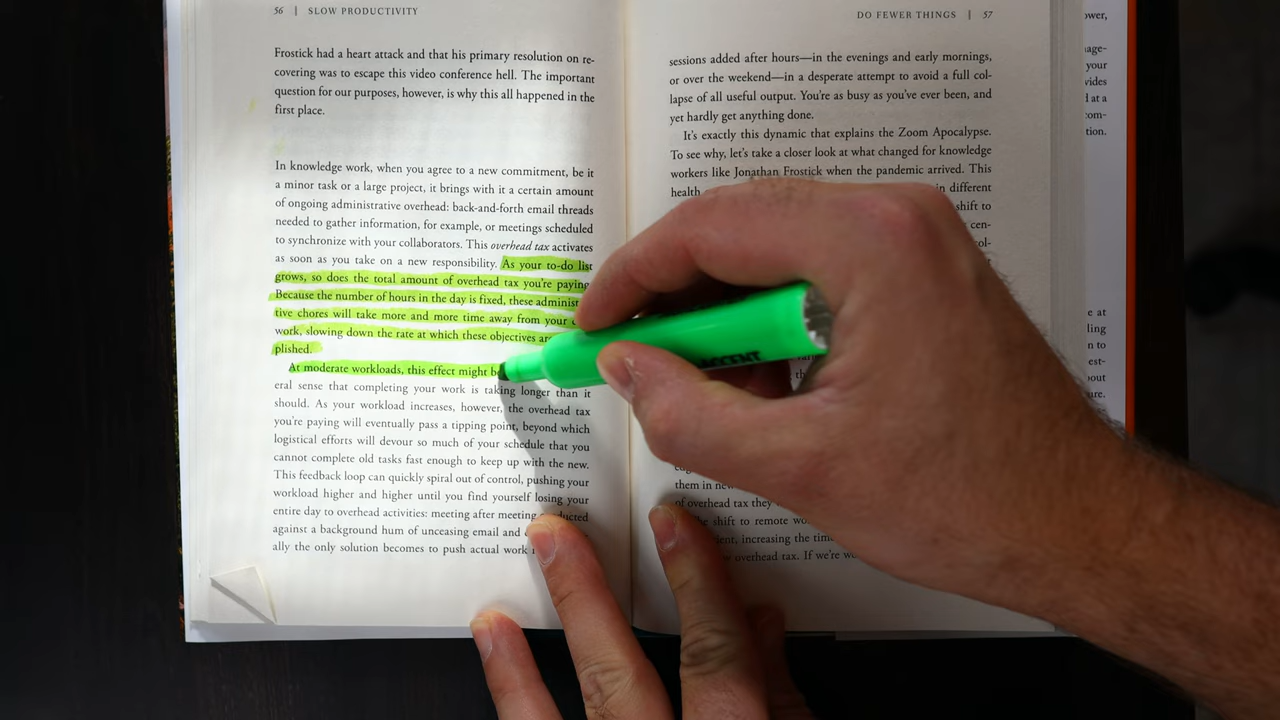 56 | SLOW PRODUCTIVITY
Frostick had a heart attack and that his primary resolution on re-
covering was to escape this video conference hell. The important
question for our purposes, however, is why this all happened in the
first place.
In knowledge work, when you agree to a new commitment, be it
a minor task or a large project, it brings with it a certain amount
of ongoing administrative overhead: back-and-forth email threads
needed to gather information, for example, or meetings scheduled
to synchronize with your collaborators. This overhead tax activates
as soon as you take on a new responsibility. As your to-do list
grows, so does the total amount of overhead tax you're paying
Because the number of hours in the day is fixed, these administ
tive chores will take more and more time away from your
work, slowing down the rate at which these objectives
plished.
At moderate workloads, this effect might
eral sense that completing your work is taking longer than it
should. As your workload increases, however, the overhead tax
you're paying will eventually pass a tipping point, beyond which
logistical efforts will devour so much of your schedule that you
cannot complete old tasks fast enough to keep up with the new.
This feedback loop can quickly spiral out of control, pushing your
workload higher and higher until you find yourself losing your
entire day to overhead activities: meeting after meeting conducted
against a background hum of unceasing email and
ally the only solution becomes to push actual work
DO FEWER THINGS | 57
sessions added after hours—in the evenings and early mornings,
or over the weekend—in a desperate attempt to avoid a full col-
lapse of all useful output. You're as busy as you've ever been, and
yet hardly get anything done.
It's exactly this dynamic that explains the Zoom Apocalypse.
To see why, let's take a closer look at what changed for knowledge
workers like Jonathan Frostick when the pandemic arrived. This
health in different
shift to
cen-
col-
them in
of overhead tax they
shift to remote
increasing the time
overhead tax. If we're
ACCENT
ower,
your
at a
com-
tion.
e at
ling
n to
est-